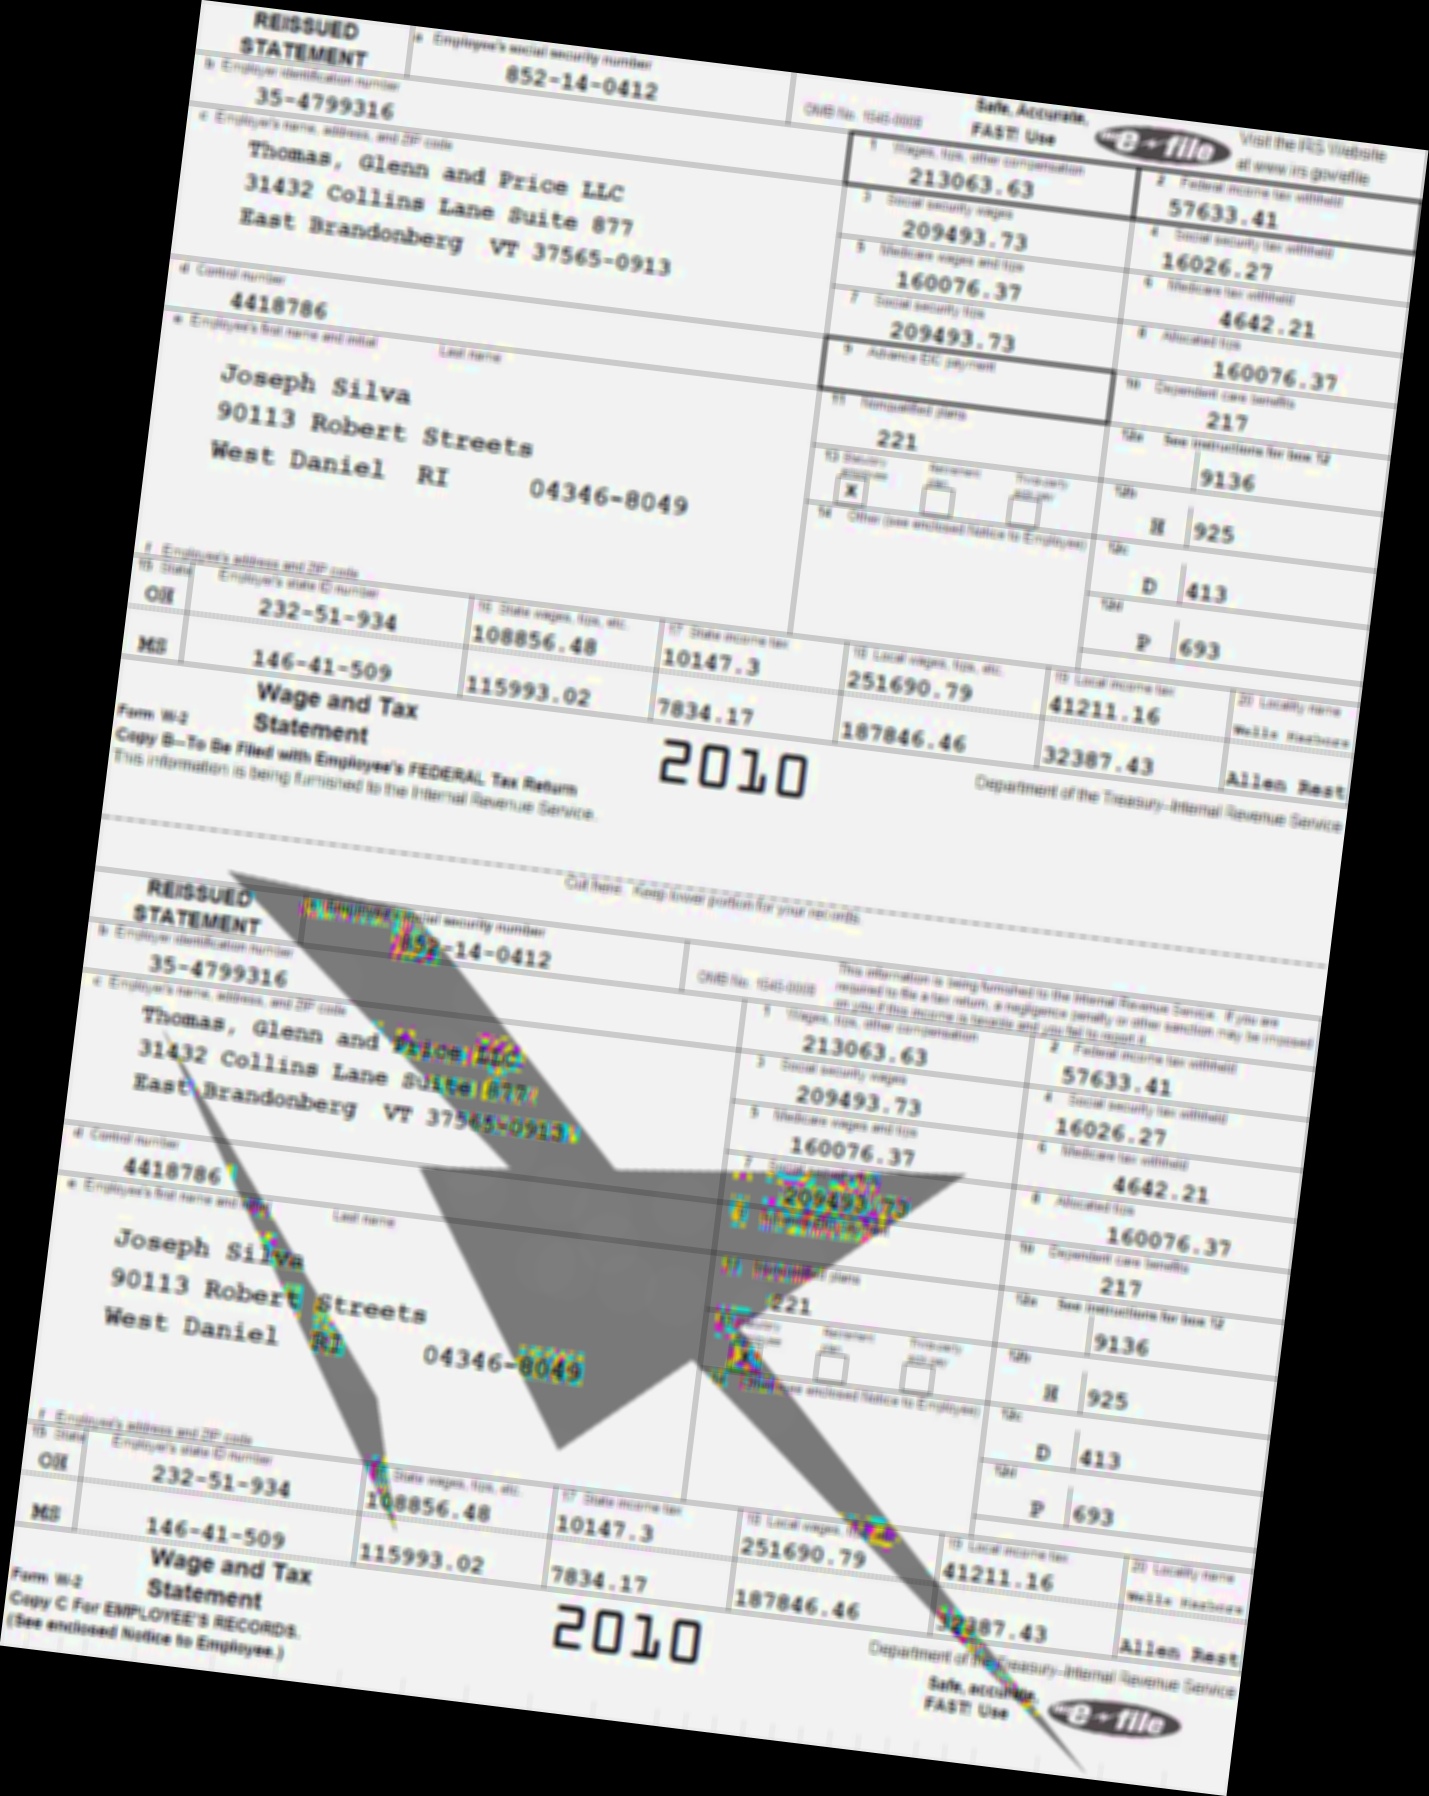 REISSUED
STATEMENT
a Employee's social security number
852-14-0412
OMB No. 1545-0008
Safe, Accurate,
FAST! Use
e-file
Visit the IRS Website
at www.irs.gov/efile
b Employer identification number
35-4799316
c Employer's name, address, and ZIP code
Thomas, Glenn and Price LLC
31432 Collins Lane Suite 877
East Brandonberg VT 37565-0913
1 Wages, tips, other compensation
213063.63
2 Federal income tax withheld
57633.41
3 Social security wages
209493.73
4 Social security tax withheld
16026.27
5 Medicare wages and tips
160076.37
6 Medicare tax withheld
4642.21
d Control number
4418786
7 Social security tips
209493.73
8 Allocated tips
160076.37
e Employee's first name and initial Last name
Joseph Silva
90113 Robert Streets
West Daniel RI 04346-8049
9 Advance EIC payment
10 Dependent care benefits
217
11 Nonqualified plans
221
12a See instructions for box 12
9136
13 Statutory employee Retirement plan Third-party sick pay
X
12b
H 925
14 Other (see enclosed Notice to Employee)
12c
D 413
12d
P 693
f Employee's address and ZIP code
15 State Employer's state ID number 16 State wages, tips, etc. 17 State income tax 18 Local wages, tips, etc. 19 Local income tax 20 Locality name
OH 232-51-934 108856.48 10147.3 251690.79 41211.16
MS 146-41-509 115993.02 7834.17 187846.46 32387.43 Allen Rest
Form W-2
Wage and Tax
Statement
2010
Department of the Treasury-Internal Revenue Service
Copy B-To Be Filed with Employee's FEDERAL Tax Return
This information is being furnished to the Internal Revenue Service.
Cut here. Keep lower portion for your records.
REISSUED
STATEMENT
social security number
852-14-0412
OMB No. 1545-0008
This information is being furnished to the Internal Revenue Service. If you are
required to file a tax return, a negligence penalty or other sanction may be imposed
on you if this income is taxable and you fail to report it.
b Employer identification number
35-4799316
c Employer's name, address, and ZIP code
Thomas, Glenn and Price LLC
31432 Collins Lane Suite 877
East Brandonberg VT 37565-0913
1 Wages, tips, other compensation
213063.63
2 Federal income tax withheld
57633.41
3 Social security wages
209493.73
4 Social security tax withheld
16026.27
5 Medicare wages and tips
160076.37
6 Medicare tax withheld
4642.21
d Control number
4418786
7
209493.73
8 Allocated tips
160076.37
e Employee's first name and initial Last name
Joseph Silva
90113 Robert Streets
West Daniel RI 04346-8049
10 Dependent care benefits
217
11 plans
221
12a See instructions for box 12
9136
Statutory employee Retirement plan Third-party sick pay
X
12b
H 925
14 Other (see enclosed Notice to Employee)
12c
D 413
12d
P 693
f Employee's address and ZIP code
15 State Employer's state ID number State wages, tips, etc. 17 State income tax 18 Local wages, 19 Local income tax 20 Locality name
OH 232-51-934 108856.48 10147.3 251690.79 41211.16
MS 146-41-509 115993.02 7834.17 187846.46 32387.43 Allen Rest
Form W-2
Wage and Tax
Statement
2010
Department of the Treasury-Internal Revenue Service
Copy C For EMPLOYEE'S RECORDS.
(See enclosed Notice to Employee.)
Safe, accurate,
FAST! Use
e-file